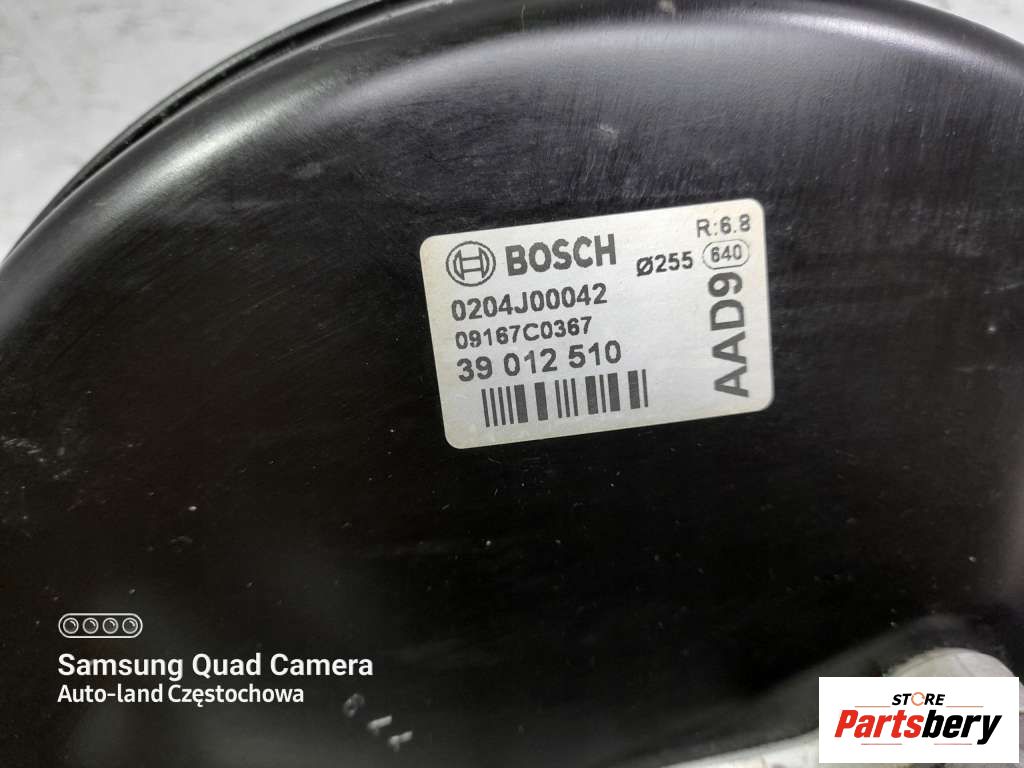 BOSCH
R:6.8
Ø255 640
0204J00042
09167C0367
39 012 510
AAD9
Samsung Quad Camera
Auto-land Częstochowa
STORE
Partsbery